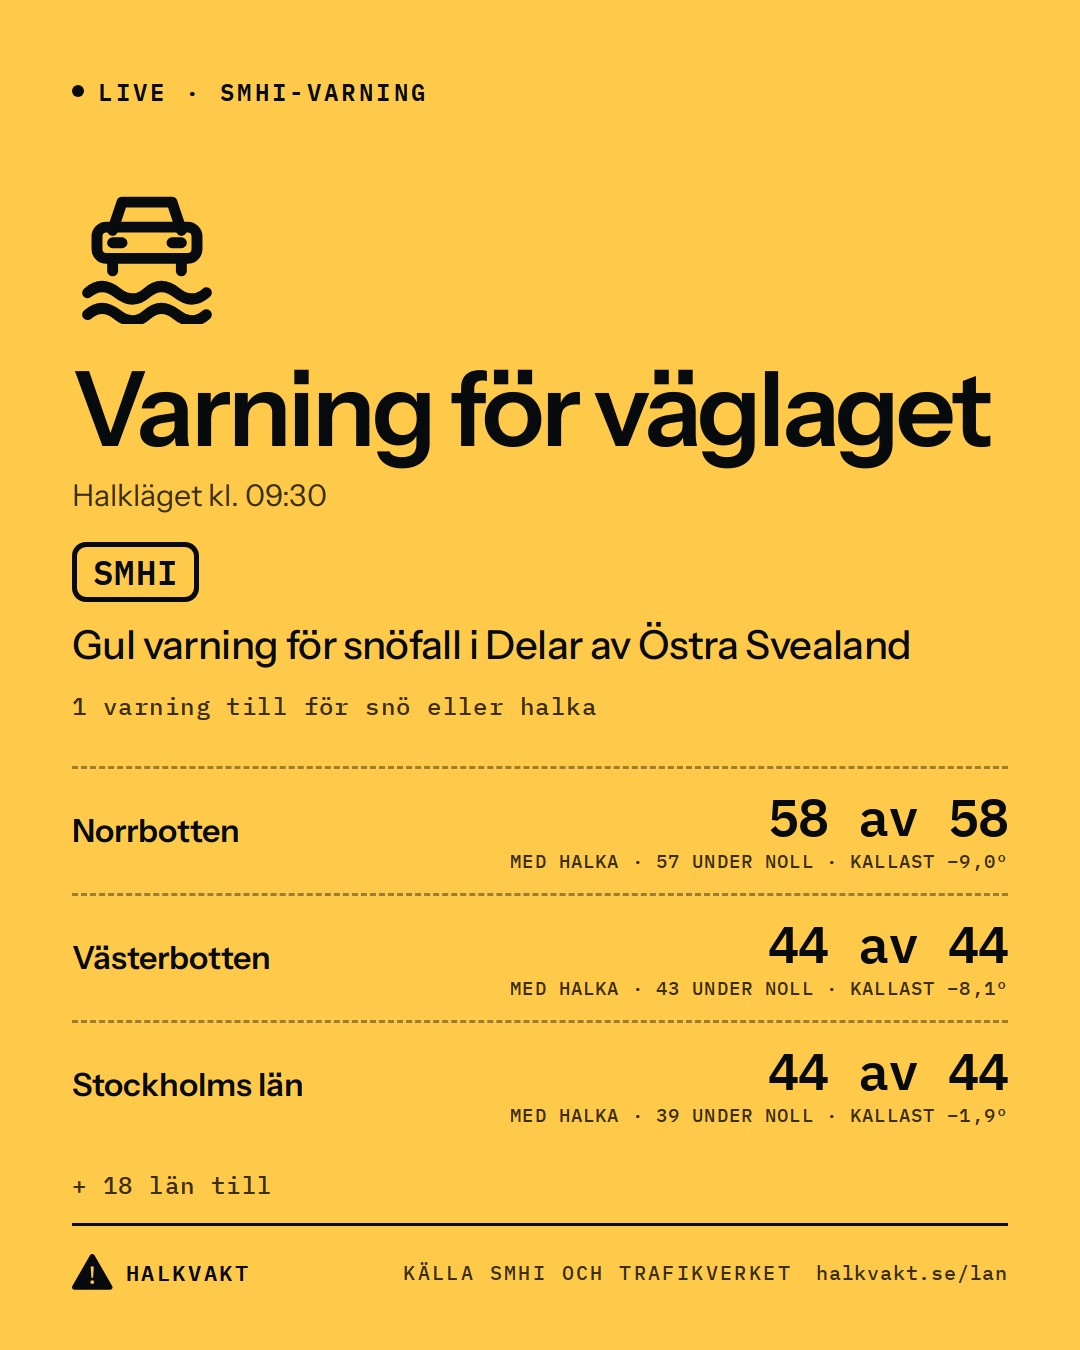 LIVE · SMHI-VARNING
Varning för väglaget
Halkläget kl. 09:30
SMHI
Gul varning för snöfall i Delar av Östra Svealand
1 varning till för snö eller halka
Norrbotten
58 av 58
MED HALKA · 57 UNDER NOLL · KALLAST −9,0°
Västerbotten
44 av 44
MED HALKA · 43 UNDER NOLL · KALLAST −8,1°
Stockholms län
44 av 44
MED HALKA · 39 UNDER NOLL · KALLAST −1,9°
+ 18 län till
HALKVAKT
KÄLLA SMHI OCH TRAFIKVERKET halkvakt.se/lan